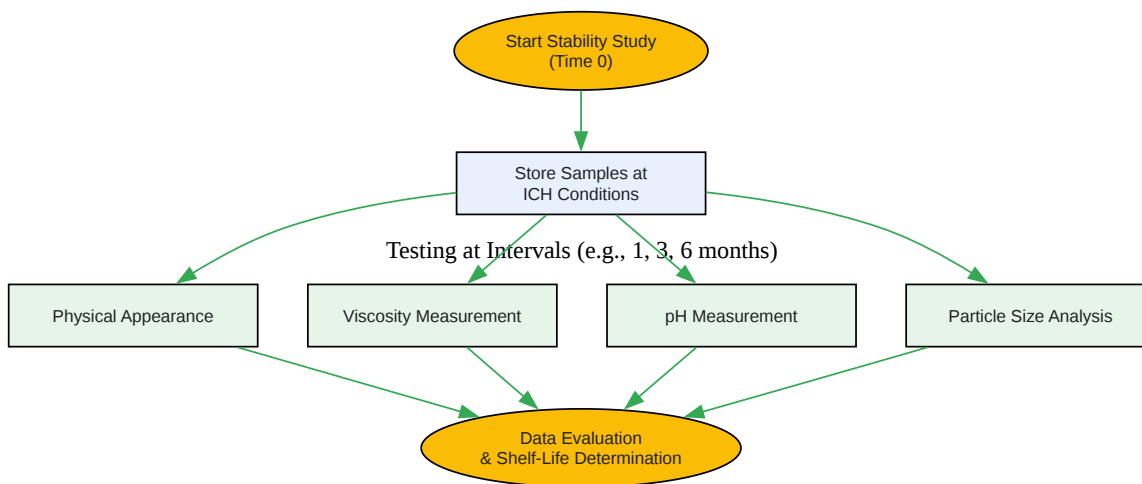 Start Stability Study
(Time 0)
Store Samples at
ICH Conditions
Testing at Intervals (e.g., 1, 3, 6 months)
Physical Appearance
Viscosity Measurement
pH Measurement
Particle Size Analysis
Data Evaluation
& Shelf-Life Determination